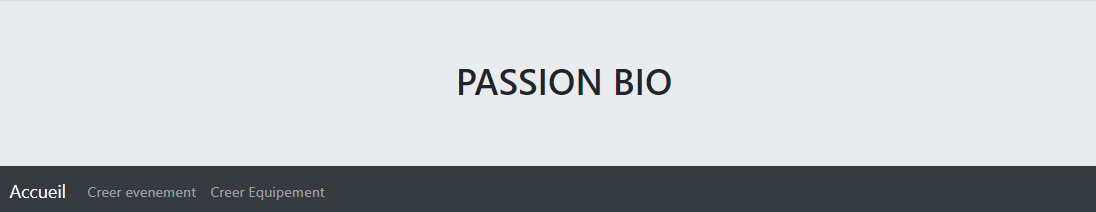 PASSION BIO
Accueil Creer evenement Creer Equipement